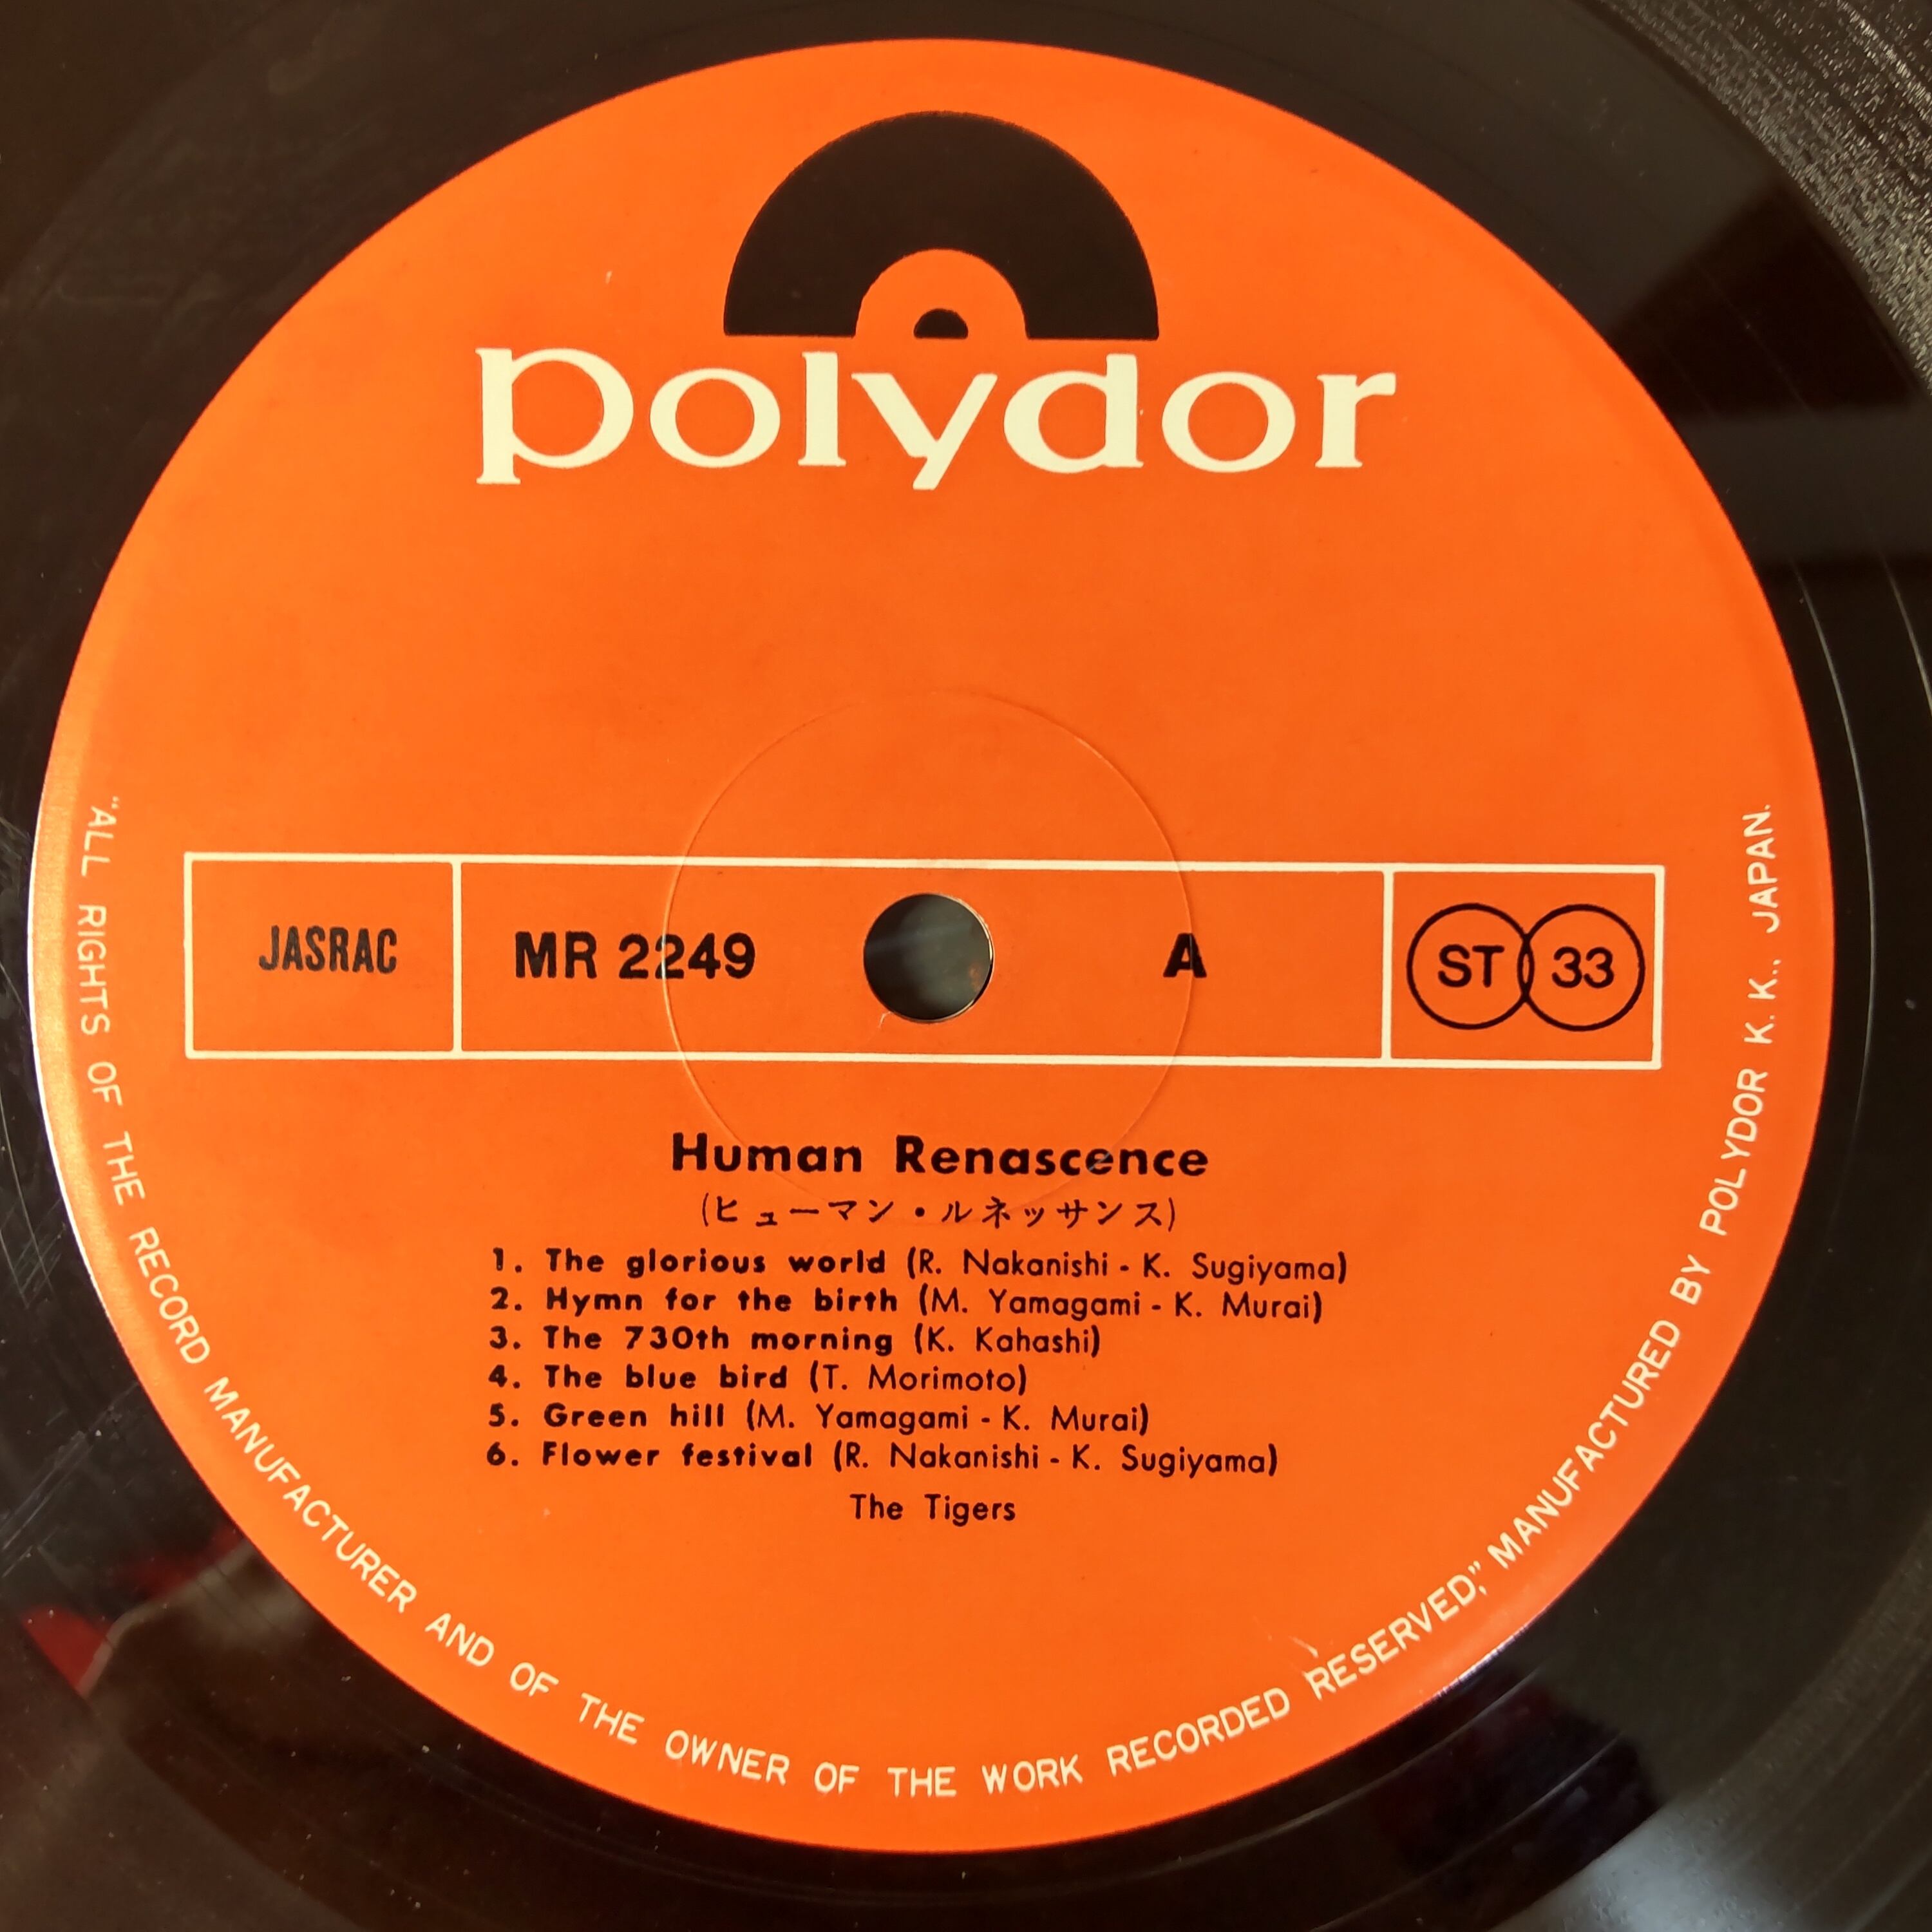 polydor
JASRAC
MR 2249
A
ST 33
Human Renascence
(ヒューマン・ルネッサンス)
1. The glorious world (R. Nakanishi - K. Sugiyama)
2. Hymn for the birth (M. Yamagami - K. Murai)
3. The 730th morning (K. Kahashi)
4. The blue bird (T. Morimoto)
5. Green hill (M. Yamagami - K. Murai)
6. Flower festival (R. Nakanishi - K. Sugiyama)
The Tigers
"ALL RIGHTS OF THE RECORD MANUFACTURER AND OF THE OWNER OF THE WORK RECORDED RESERVED," MANUFACTURED BY POLYDOR K. K., JAPAN.